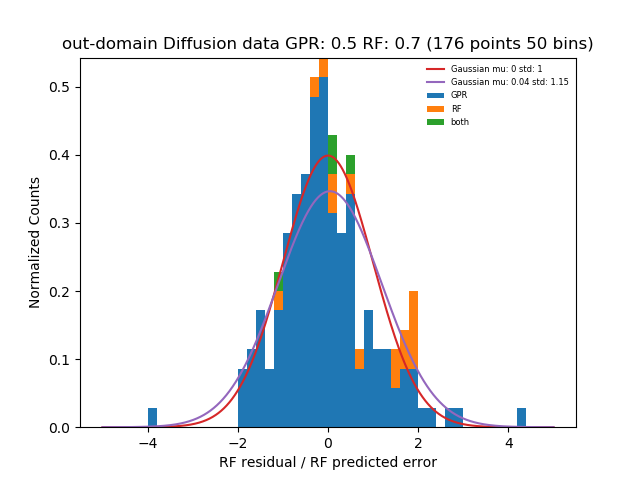 out-domain Diffusion data GPR: 0.5 RF: 0.7 (176 points 50 bins)
Gaussian mu: 0 std: 1
Gaussian mu: 0.04 std: 1.15
GPR
RF
both
Normalized Counts
0.5
0.4
0.3
0.2
0.1
0.0
−4
−2
0
2
4
RF residual / RF predicted error